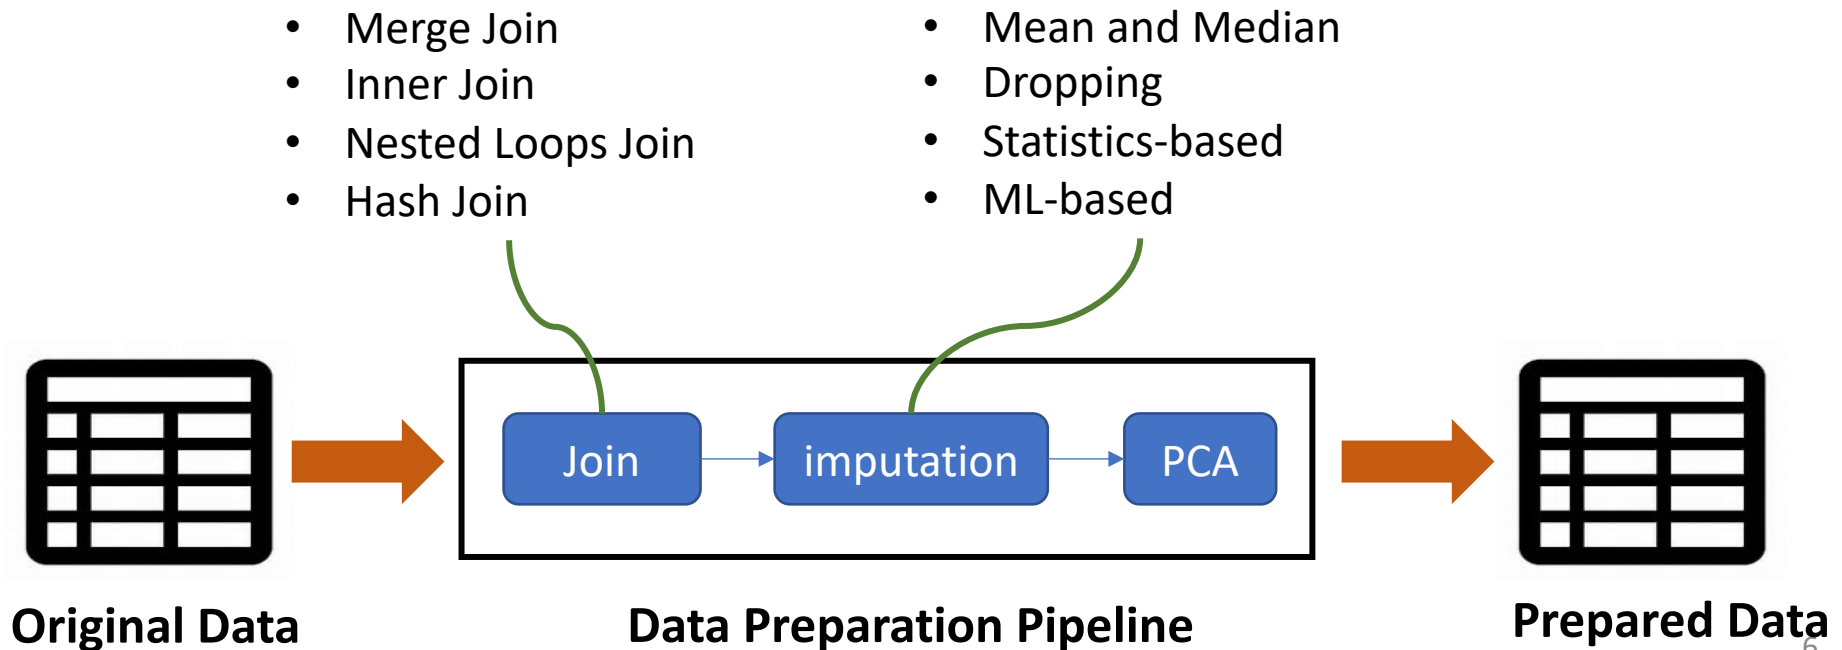 • Merge Join
• Inner Join
• Nested Loops Join
• Hash Join
• Mean and Median
• Dropping
• Statistics-based
• ML-based
Join
imputation
PCA
Original Data
Data Preparation Pipeline
Prepared Data
6